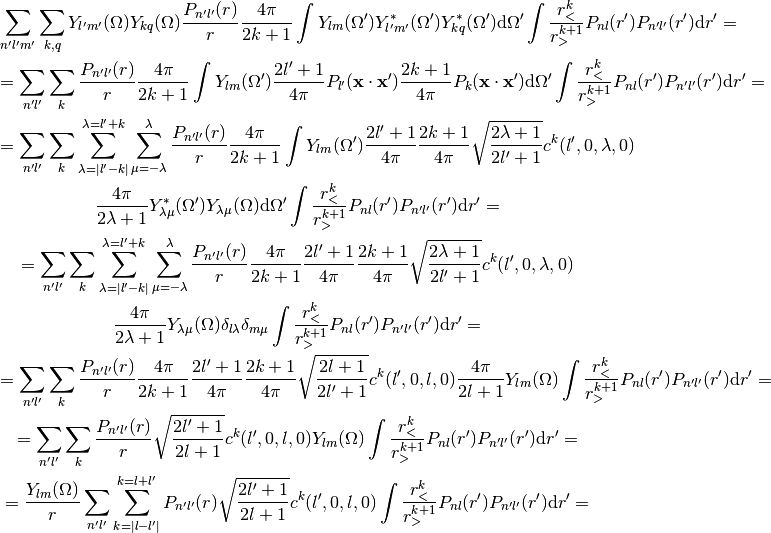 \sum_{n'l'm'} \sum_{k,q} Y_{l'm'}(\Omega) Y_{kq}(\Omega) \frac{P_{n'l'}(r)}{r} \frac{4\pi}{2k+1} \int Y_{lm}(\Omega') Y^*_{l'm'}(\Omega') Y^*_{kq}(\Omega') \mathrm{d}\Omega' \int \frac{r_<^k}{r_>^{k+1}} P_{nl}(r') P_{n'l'}(r') \mathrm{d}r' =
= \sum_{n'l'} \sum_k \frac{P_{n'l'}(r)}{r} \frac{4\pi}{2k+1} \int Y_{lm}(\Omega') \frac{2l'+1}{4\pi} P_{l'}(\mathbf{x} \cdot \mathbf{x}') \frac{2k+1}{4\pi} P_k(\mathbf{x} \cdot \mathbf{x}') \mathrm{d}\Omega' \int \frac{r_<^k}{r_>^{k+1}} P_{nl}(r') P_{n'l'}(r') \mathrm{d}r' =
= \sum_{n'l'} \sum_k \sum_{\lambda=|l'-k|}^{\lambda=l'+k} \sum_{\mu=-\lambda}^{\lambda} \frac{P_{n'l'}(r)}{r} \frac{4\pi}{2k+1} \int Y_{lm}(\Omega') \frac{2l'+1}{4\pi} \frac{2k+1}{4\pi} \sqrt{\frac{2\lambda+1}{2l'+1}} c^k(l',0,\lambda,0)
\frac{4\pi}{2\lambda+1} Y^*_{\lambda\mu}(\Omega') Y_{\lambda\mu}(\Omega) \mathrm{d}\Omega' \int \frac{r_<^k}{r_>^{k+1}} P_{nl}(r') P_{n'l'}(r') \mathrm{d}r' =
= \sum_{n'l'} \sum_k \sum_{\lambda=|l'-k|}^{\lambda=l'+k} \sum_{\mu=-\lambda}^{\lambda} \frac{P_{n'l'}(r)}{r} \frac{4\pi}{2k+1} \frac{2l'+1}{4\pi} \frac{2k+1}{4\pi} \sqrt{\frac{2\lambda+1}{2l'+1}} c^k(l',0,\lambda,0)
\frac{4\pi}{2\lambda+1} Y_{\lambda\mu}(\Omega) \delta_{l\lambda} \delta_{m\mu} \int \frac{r_<^k}{r_>^{k+1}} P_{nl}(r') P_{n'l'}(r') \mathrm{d}r' =
= \sum_{n'l'} \sum_k \frac{P_{n'l'}(r)}{r} \frac{4\pi}{2k+1} \frac{2l'+1}{4\pi} \frac{2k+1}{4\pi} \sqrt{\frac{2l+1}{2l'+1}} c^k(l',0,l,0) \frac{4\pi}{2l+1} Y_{lm}(\Omega) \int \frac{r_<^k}{r_>^{k+1}} P_{nl}(r') P_{n'l'}(r') \mathrm{d}r' =
= \sum_{n'l'} \sum_k \frac{P_{n'l'}(r)}{r} \sqrt{\frac{2l'+1}{2l+1}} c^k(l',0,l,0) Y_{lm}(\Omega) \int \frac{r_<^k}{r_>^{k+1}} P_{nl}(r') P_{n'l'}(r') \mathrm{d}r' =
= \frac{Y_{lm}(\Omega)}{r} \sum_{n'l'} \sum_{k=|l-l'|}^{k=l+l'} P_{n'l'}(r) \sqrt{\frac{2l'+1}{2l+1}} c^k(l',0,l,0) \int \frac{r_<^k}{r_>^{k+1}} P_{nl}(r') P_{n'l'}(r') \mathrm{d}r' =